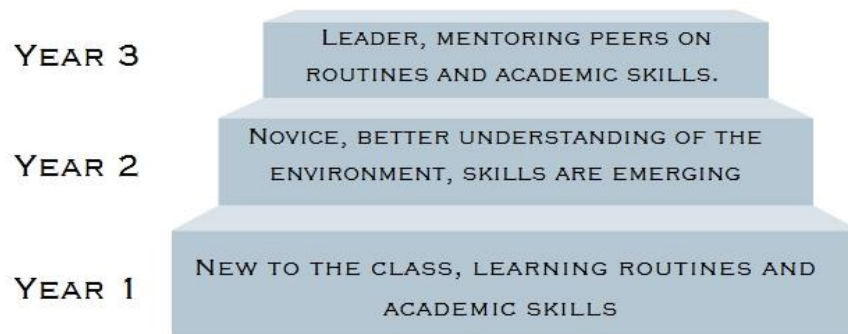 YEAR 3
LEADER, MENTORING PEERS ON
ROUTINES AND ACADEMIC SKILLS.
YEAR 2
NOVICE, BETTER UNDERSTANDING OF THE
ENVIRONMENT, SKILLS ARE EMERGING
YEAR 1
NEW TO THE CLASS, LEARNING ROUTINES AND
ACADEMIC SKILLS